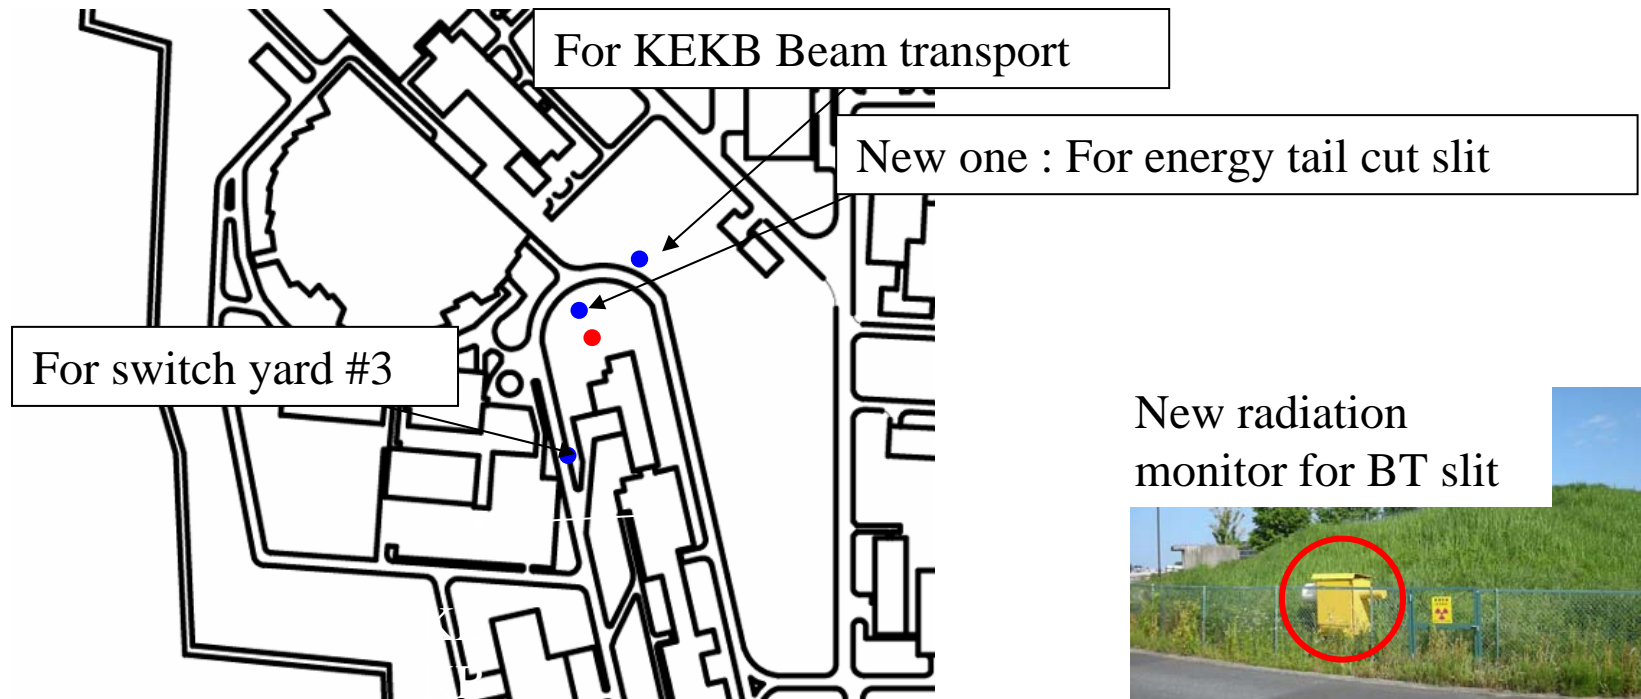 For KEKB Beam transport
New one : For energy tail cut slit
For switch yard #3
New radiation
monitor for BT slit